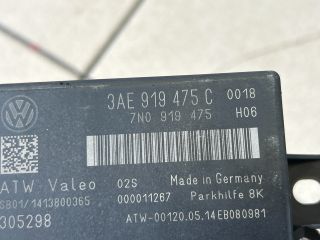 3AE 919 475 C 0018
7N0 919 475 H06
ATW Valeo 02S Made in Germany
S801/1413800365 000011267 Parkhilfe 8K
305298 ATW-00120.05.14EB080981